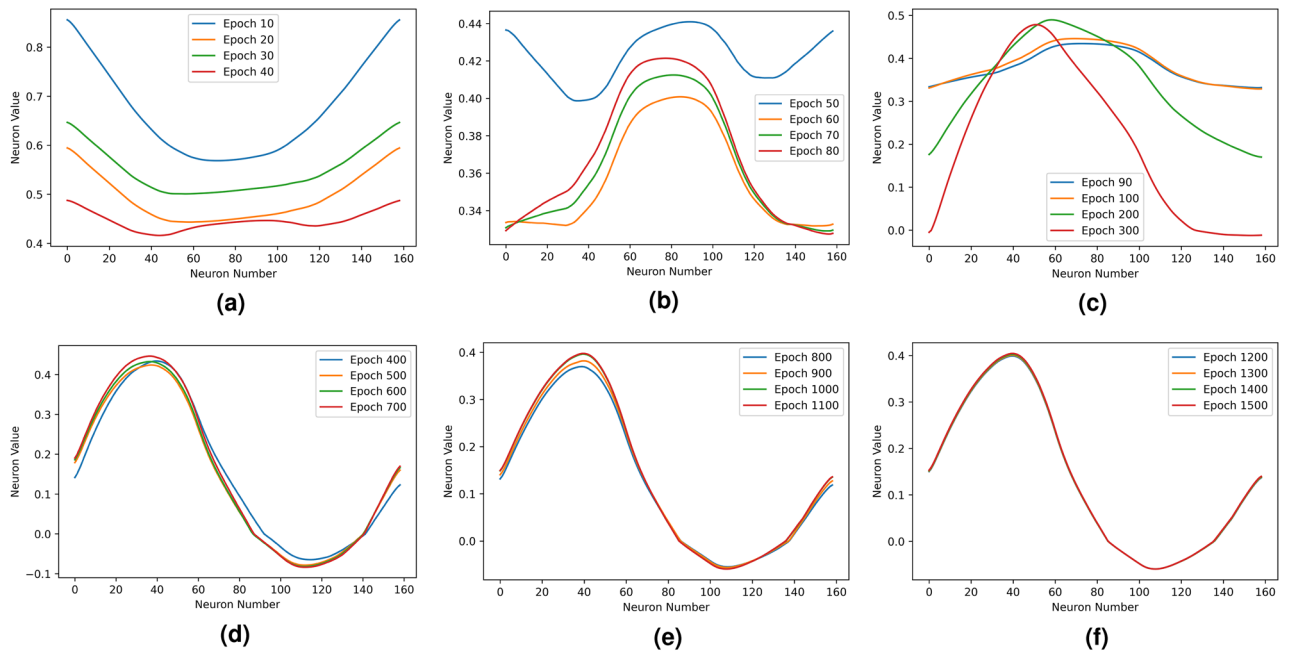 Epoch 10
Epoch 20
Epoch 30
Epoch 40
0.8
0.7
0.6
0.5
0.4
Neuron Value
0 20 40 60 80 100 120 140 160
Neuron Number
(a)
Epoch 50
Epoch 60
Epoch 70
Epoch 80
0.44
0.42
0.40
0.38
0.36
0.34
Neuron Value
0 20 40 60 80 100 120 140 160
Neuron Number
(b)
Epoch 90
Epoch 100
Epoch 200
Epoch 300
0.5
0.4
0.3
0.2
0.1
0.0
Neuron Value
0 20 40 60 80 100 120 140 160
Neuron Number
(c)
Epoch 400
Epoch 500
Epoch 600
Epoch 700
0.4
0.3
0.2
0.1
0.0
−0.1
Neuron Value
0 20 40 60 80 100 120 140 160
Neuron Number
(d)
Epoch 800
Epoch 900
Epoch 1000
Epoch 1100
0.4
0.3
0.2
0.1
0.0
Neuron Value
0 20 40 60 80 100 120 140 160
Neuron Number
(e)
Epoch 1200
Epoch 1300
Epoch 1400
Epoch 1500
0.4
0.3
0.2
0.1
0.0
Neuron Value
0 20 40 60 80 100 120 140 160
Neuron Number
(f)